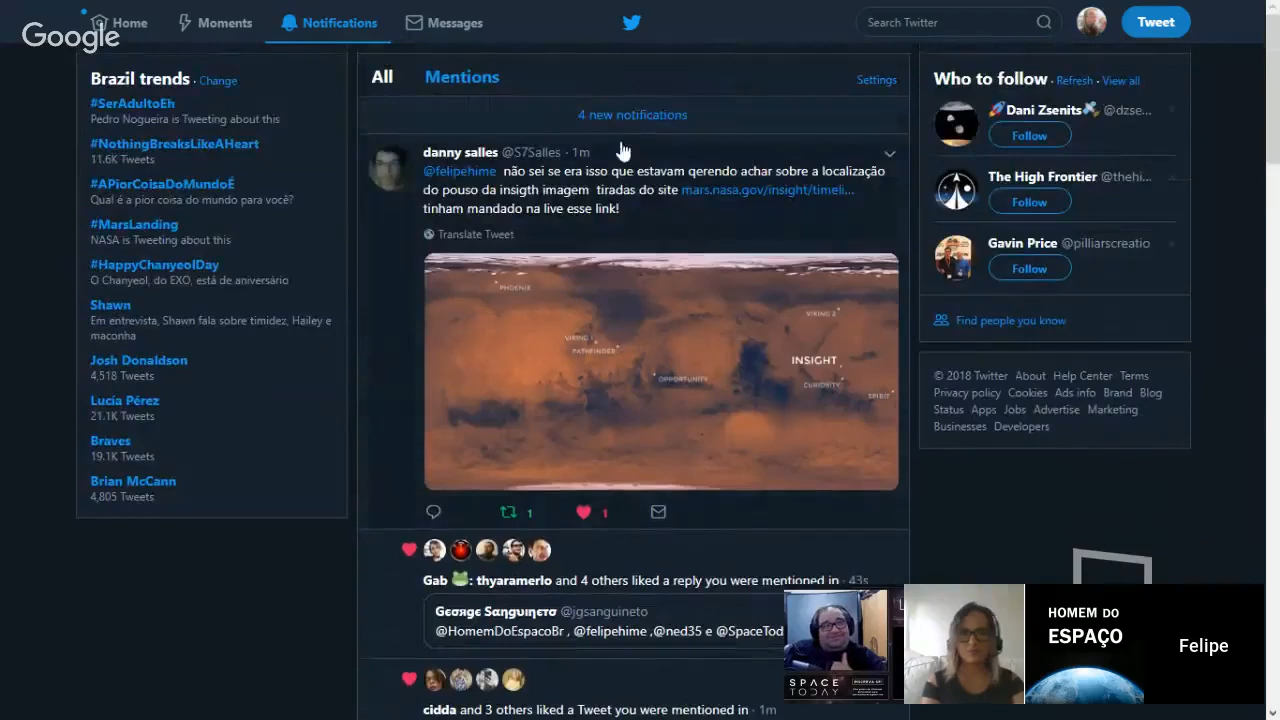 Google
Home
Moments
Notifications
Messages
Search Twitter
Tweet
Brazil trends · Change
#SerAdultoEh
Pedro Nogueira is Tweeting about this
#NothingBreaksLikeAHeart
11.6K Tweets
#APiorCoisaDoMundoÉ
Qual é a pior coisa do mundo para você?
#MarsLanding
NASA is Tweeting about this
#HappyChanyeolDay
O Chanyeol, do EXO, está de aniversário
Shawn
Em entrevista, Shawn fala sobre timidez, Hailey e
maconha
Josh Donaldson
4,518 Tweets
Lucía Pérez
21.1K Tweets
Braves
19.1K Tweets
Brian McCann
4,805 Tweets
All
Mentions
Settings
4 new notifications
danny salles @S7Salles · 1m
@felipehime não sei se era isso que estavam qerendo achar sobre a localização
do pouso da insigth imagem tiradas do site mars.nasa.gov/insight/timeli...
tinham mandado na live esse link!
Translate Tweet
PHOENIX
VIKING 2
VIKING 1
PATHFINDER
INSIGHT
OPPORTUNITY
CURIOSITY
SPIRIT
1
1
Gab 🐸: thyaramerlo and 4 others liked a reply you were mentioned in · 43s
Gєσяgє Sαηgυιηєтσ @jgsanguineto
@HomemDoEspacoBr , @felipehime ,@ned35 e @SpaceTod
cidda and 3 others liked a Tweet you were mentioned in · 1m
Who to follow · Refresh · View all
🚀Dani Zsenits🛰 @dzse...
Follow
The High Frontier @thehi...
Follow
Gavin Price @pilliarscreatio
Follow
Find people you know
© 2018 Twitter About Help Center Terms
Privacy policy Cookies Ads info Brand Blog
Status Apps Jobs Advertise Marketing
Businesses Developers
SPACE
TODAY
HOMEM DO
ESPAÇO
Felipe